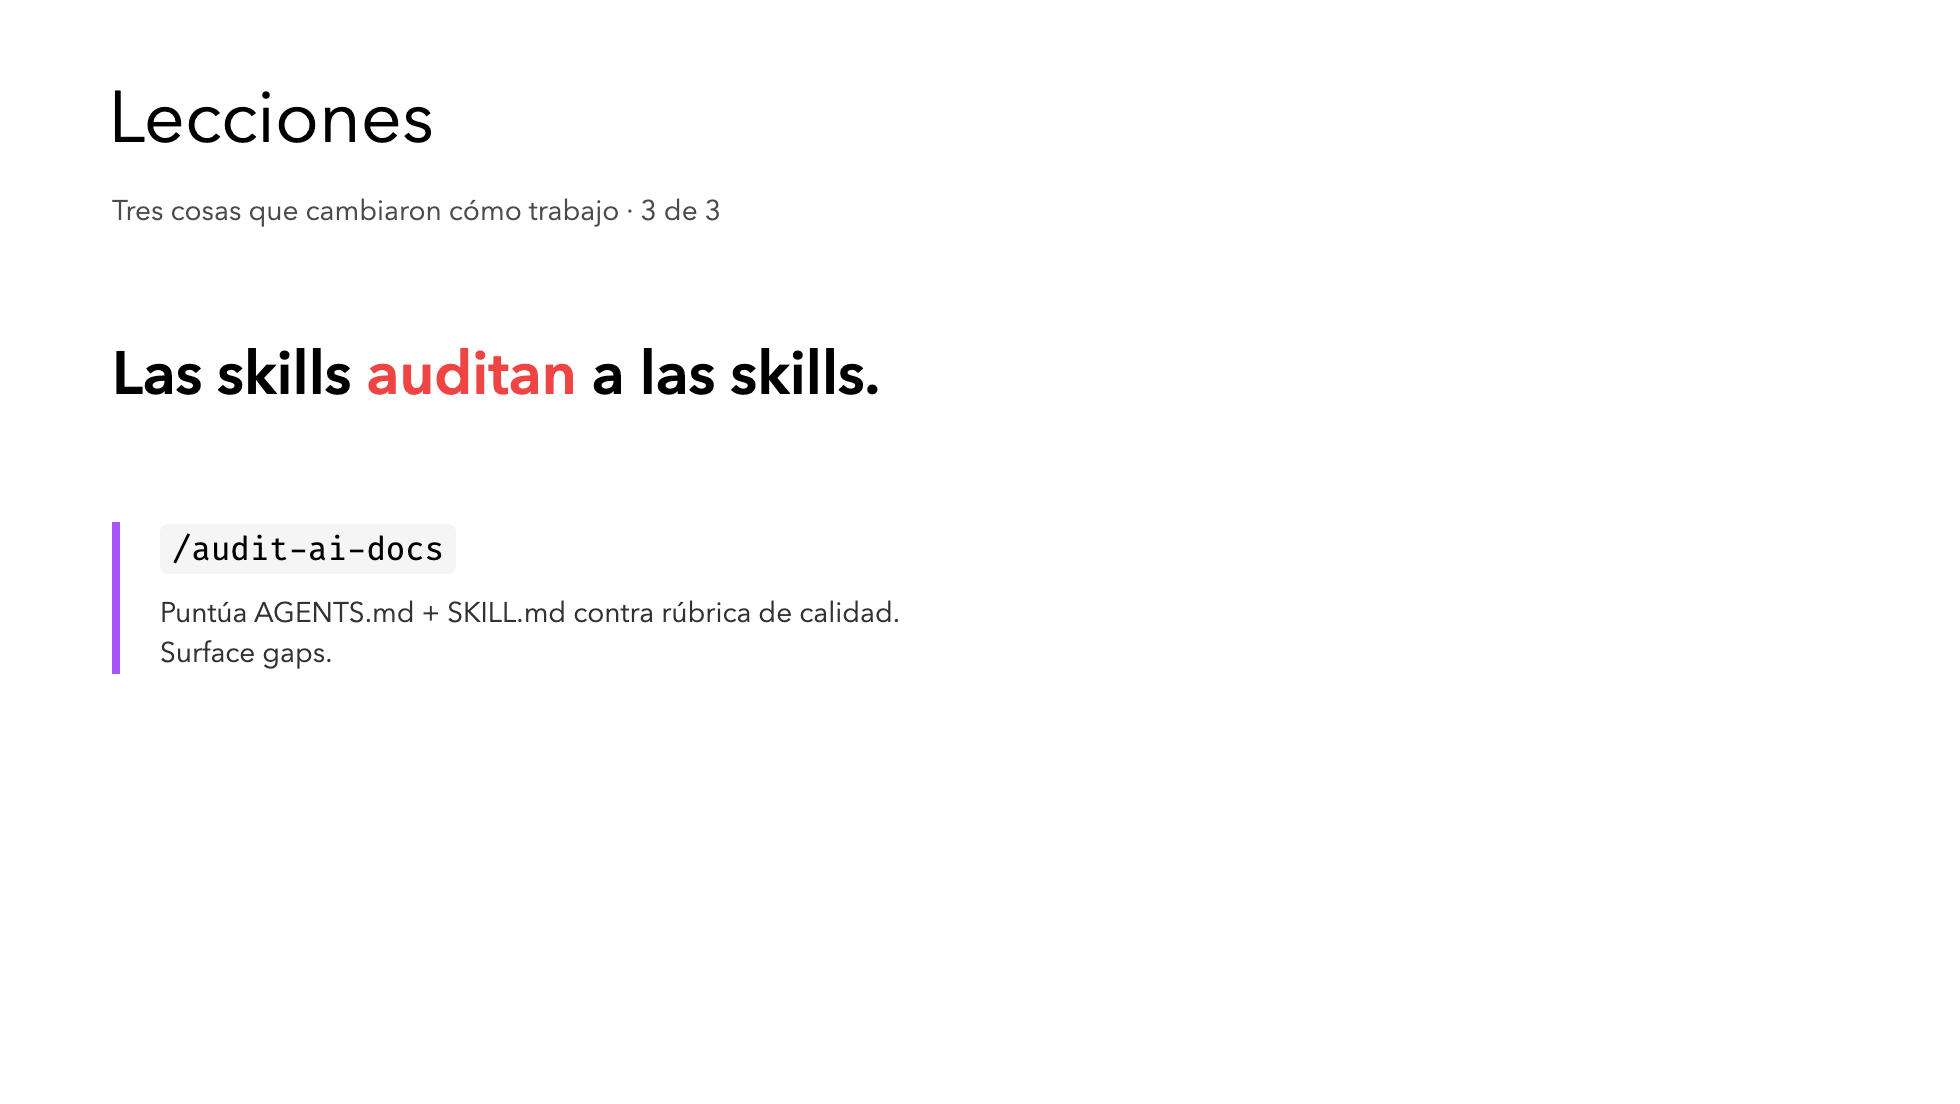 Lecciones
Tres cosas que cambiaron cómo trabajo · 3 de 3
Las skills auditan a las skills.
/audit-ai-docs
Puntúa AGENTS.md + SKILL.md contra rúbrica de calidad.
Surface gaps.